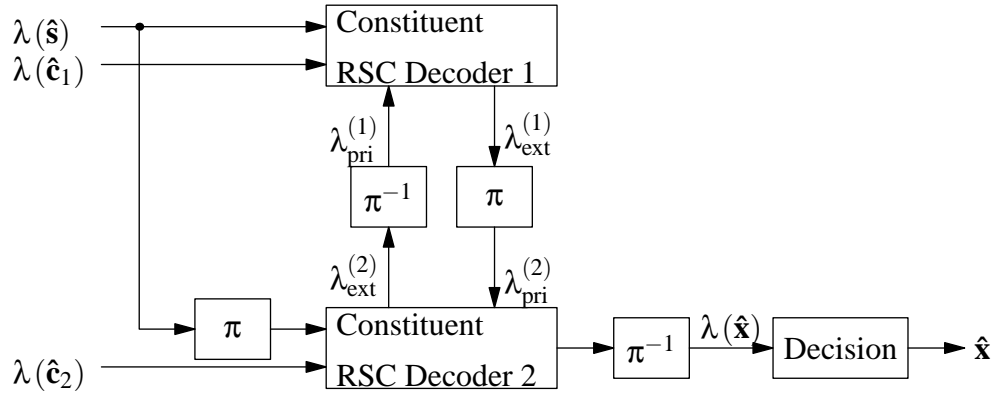 λ(ŝ)
Constituent
λ(ĉ₁)
RSC Decoder 1
λ_pri^(1)
λ_ext^(1)
π⁻¹
π
λ_ext^(2)
λ_pri^(2)
π
Constituent
π⁻¹
λ(x̂)
Decision
x̂
λ(ĉ₂)
RSC Decoder 2